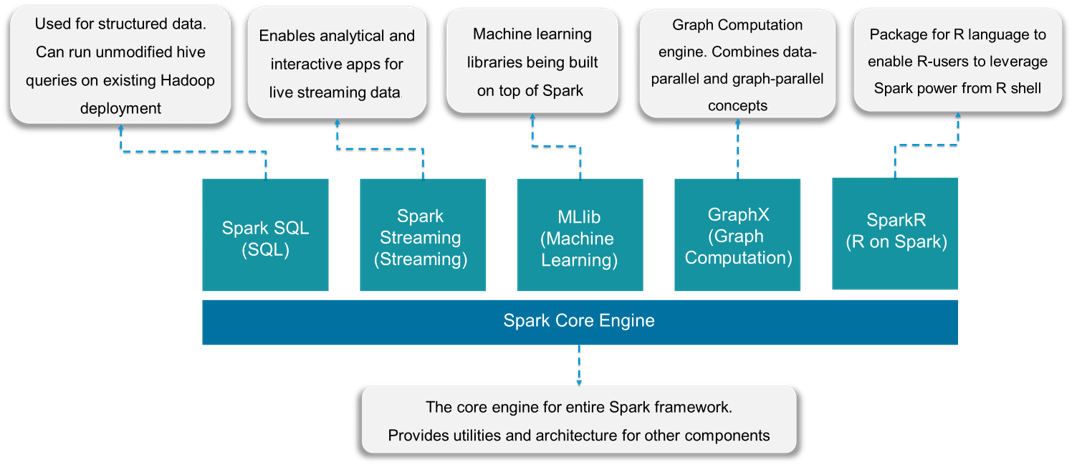 Used for structured data.
Can run unmodified hive
queries on existing Hadoop
deployment
Enables analytical and
interactive apps for
live streaming data
Machine learning
libraries being built
on top of Spark
Graph Computation
engine. Combines data-
parallel and graph-parallel
concepts
Package for R language to
enable R-users to leverage
Spark power from R shell
Spark SQL
(SQL)
Spark
Streaming
(Streaming)
MLlib
(Machine
Learning)
GraphX
(Graph
Computation)
SparkR
(R on Spark)
Spark Core Engine
The core engine for entire Spark framework.
Provides utilities and architecture for other components